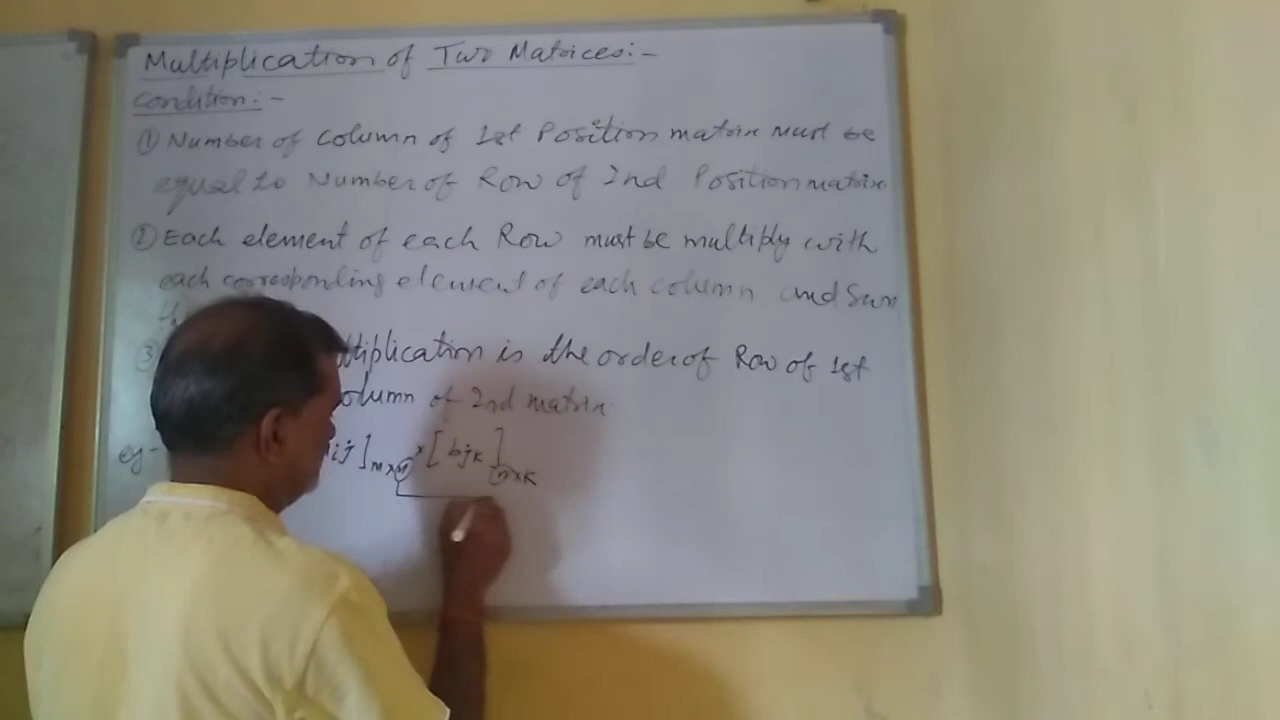 Multiplication of Two Matrices:-
Condition:-
① Number of Column of 1st Position matrix must be
equal to Number of Row of 2nd Position matrix.
② Each element of each Row must be multiply with
each corresponding element of each column and Sum
③ ltiplication is the order of Row of 1st
olumn of 2nd matrix.
eg- ij]m×n × [bjk]n×k